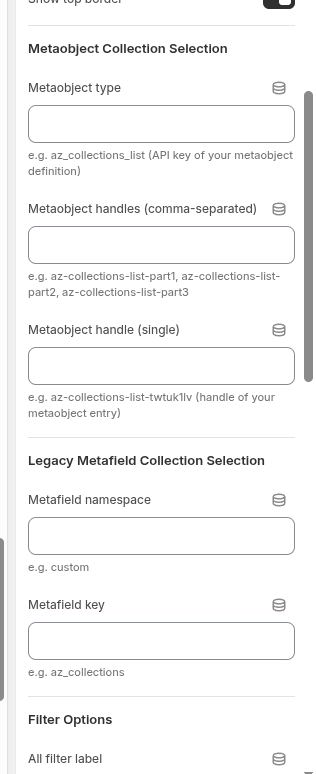 Show top border
Metaobject Collection Selection
Metaobject type
e.g. az_collections_list (API key of your metaobject
definition)
Metaobject handles (comma-separated)
e.g. az-collections-list-part1, az-collections-list-
part2, az-collections-list-part3
Metaobject handle (single)
e.g. az-collections-list-twtuk1lv (handle of your
metaobject entry)
Legacy Metafield Collection Selection
Metafield namespace
e.g. custom
Metafield key
e.g. az_collections
Filter Options
All filter label